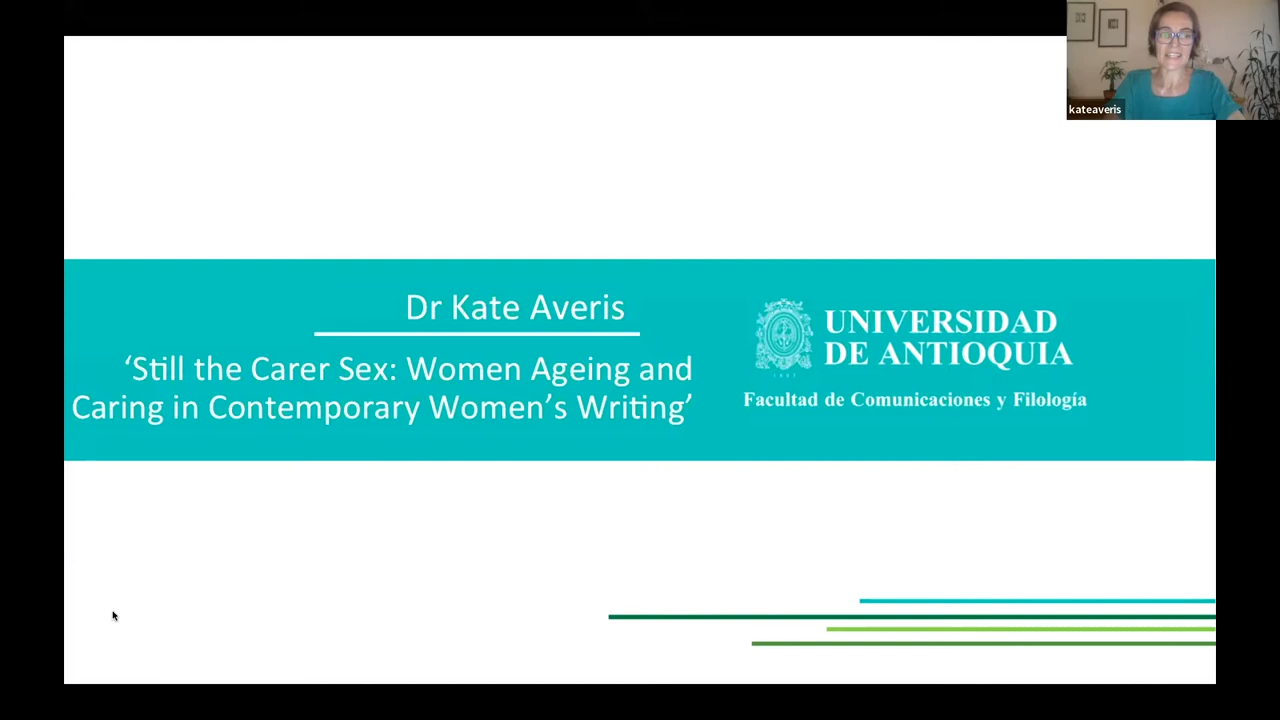 kateaveris
Dr Kate Averis
‘Still the Carer Sex: Women Ageing and
Caring in Contemporary Women’s Writing’
UNIVERSIDAD
DE ANTIOQUIA
1803
Facultad de Comunicaciones y Filología